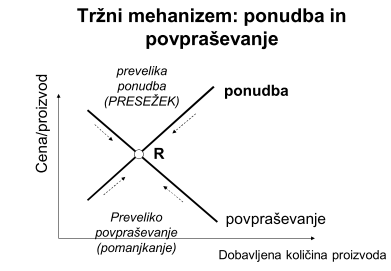 Tržni mehanizem: ponudba in
povpraševanje
prevelika
ponudba
(PRESEŽEK)
ponudba
Cena/proizvod
R
Preveliko
povpraševanje
(pomanjkanje)
povpraševanje
Dobavljena količina proizvoda